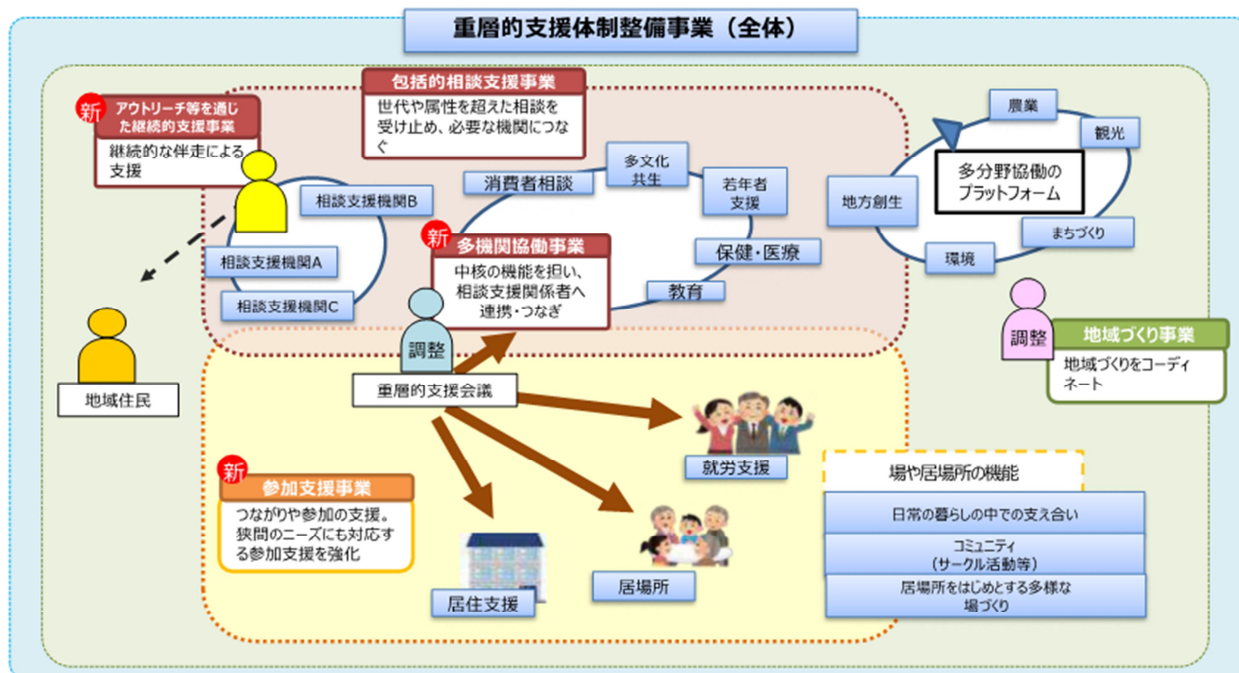 重層的支援体制整備事業（全体）
新
アウトリーチ等を通じ
た継続的支援事業
継続的な伴走による
支援
包括的相談支援事業
世代や属性を超えた相談を
受け止め、必要な機関につな
ぐ
相談支援機関B
相談支援機関A
相談支援機関C
消費者相談
多文化
共生
若年者
支援
保健・医療
教育
新
多機関協働事業
中核の機能を担い、
相談支援関係者へ
連携・つなぎ
農業
観光
地方創生
多分野協働の
プラットフォーム
まちづくり
環境
調整
重層的支援会議
地域住民
調整
地域づくり事業
地域づくりをコーディ
ネート
新
参加支援事業
つながりや参加の支援。
狭間のニーズにも対応す
る参加支援を強化
就労支援
居場所
居住支援
場や居場所の機能
日常の暮らしの中での支え合い
コミュニティ
（サークル活動等）
居場所をはじめとする多様な
場づくり